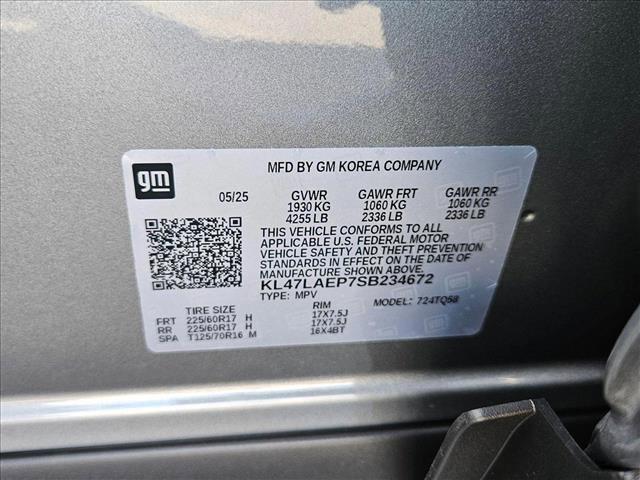 gm
MFD BY GM KOREA COMPANY
05/25 GVWR GAWR FRT GAWR RR
1930 KG 1060 KG 1060 KG
4255 LB 2336 LB 2336 LB
THIS VEHICLE CONFORMS TO ALL
APPLICABLE U.S. FEDERAL MOTOR
VEHICLE SAFETY AND THEFT PREVENTION
STANDARDS IN EFFECT ON THE DATE OF
MANUFACTURE SHOWN ABOVE.
KL47LAEP7SB234672
TYPE: MPV MODEL: 724TQ58
TIRE SIZE RIM
FRT 225/60R17 H 17X7.5J
RR 225/60R17 H 17X7.5J
SPA T125/70R16 M 16X4BT